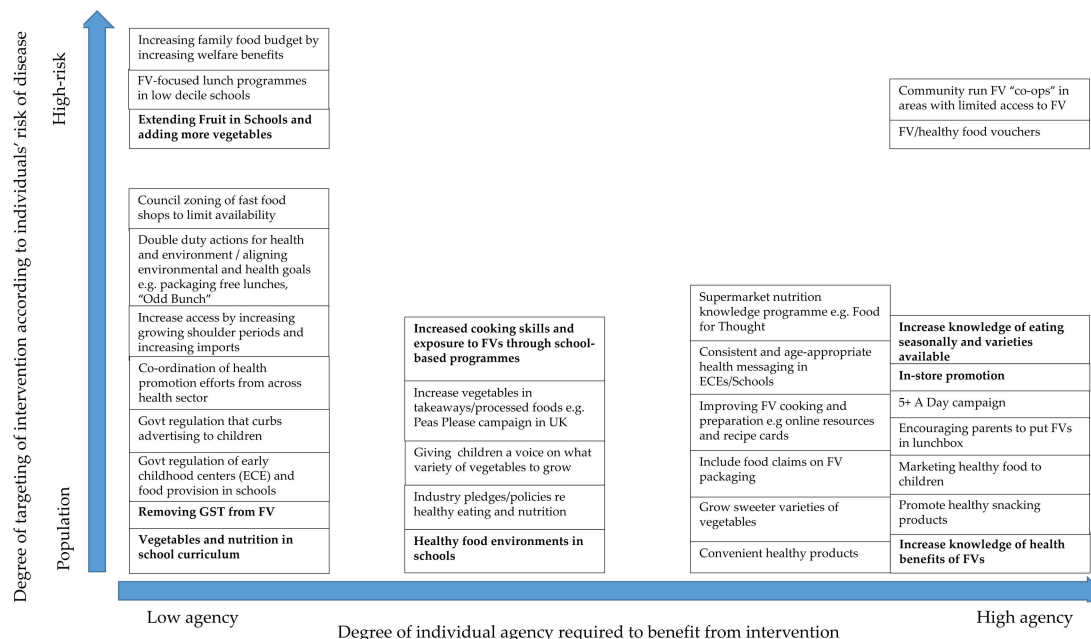 Degree of targeting of intervention according to individuals' risk of disease
High-risk
Population
Increasing family food budget by
increasing welfare benefits
FV-focused lunch programmes
in low decile schools
Extending Fruit in Schools and
adding more vegetables
Council zoning of fast food
shops to limit availability
Double duty actions for health
and environment / aligning
environmental and health goals
e.g. packaging free lunches,
"Odd Bunch"
Increase access by increasing
growing shoulder periods and
increasing imports
Co-ordination of health
promotion efforts from across
health sector
Govt regulation that curbs
advertising to children
Govt regulation of early
childhood centers (ECE) and
food provision in schools
Removing GST from FV
Vegetables and nutrition in
school curriculum
Increased cooking skills and
exposure to FVs through school-
based programmes
Increase vegetables in
takeaways/processed foods e.g.
Peas Please campaign in UK
Giving children a voice on what
variety of vegetables to grow
Industry pledges/policies re
healthy eating and nutrition
Healthy food environments in
schools
Supermarket nutrition
knowledge programme e.g. Food
for Thought
Consistent and age-appropriate
health messaging in
ECEs/Schools
Improving FV cooking and
preparation e.g online resources
and recipe cards
Include food claims on FV
packaging
Grow sweeter varieties of
vegetables
Convenient healthy products
Community run FV "co-ops" in
areas with limited access to FV
FV/healthy food vouchers
Increase knowledge of eating
seasonally and varieties
available
In-store promotion
5+ A Day campaign
Encouraging parents to put FVs
in lunchbox
Marketing healthy food to
children
Promote healthy snacking
products
Increase knowledge of health
benefits of FVs
Low agency
High agency
Degree of individual agency required to benefit from intervention